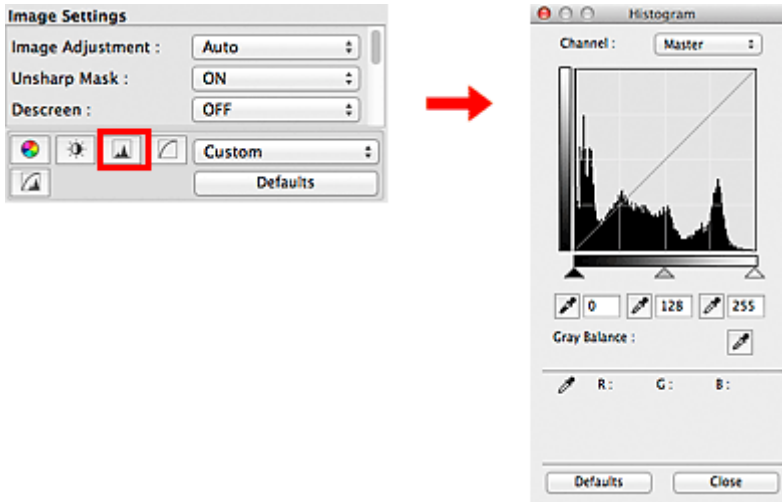 Image Settings
Image Adjustment : Auto
Unsharp Mask : ON
Descreen : OFF
Custom
Defaults
Histogram
Channel : Master
0 128 255
Gray Balance :
R : G : B :
Defaults Close